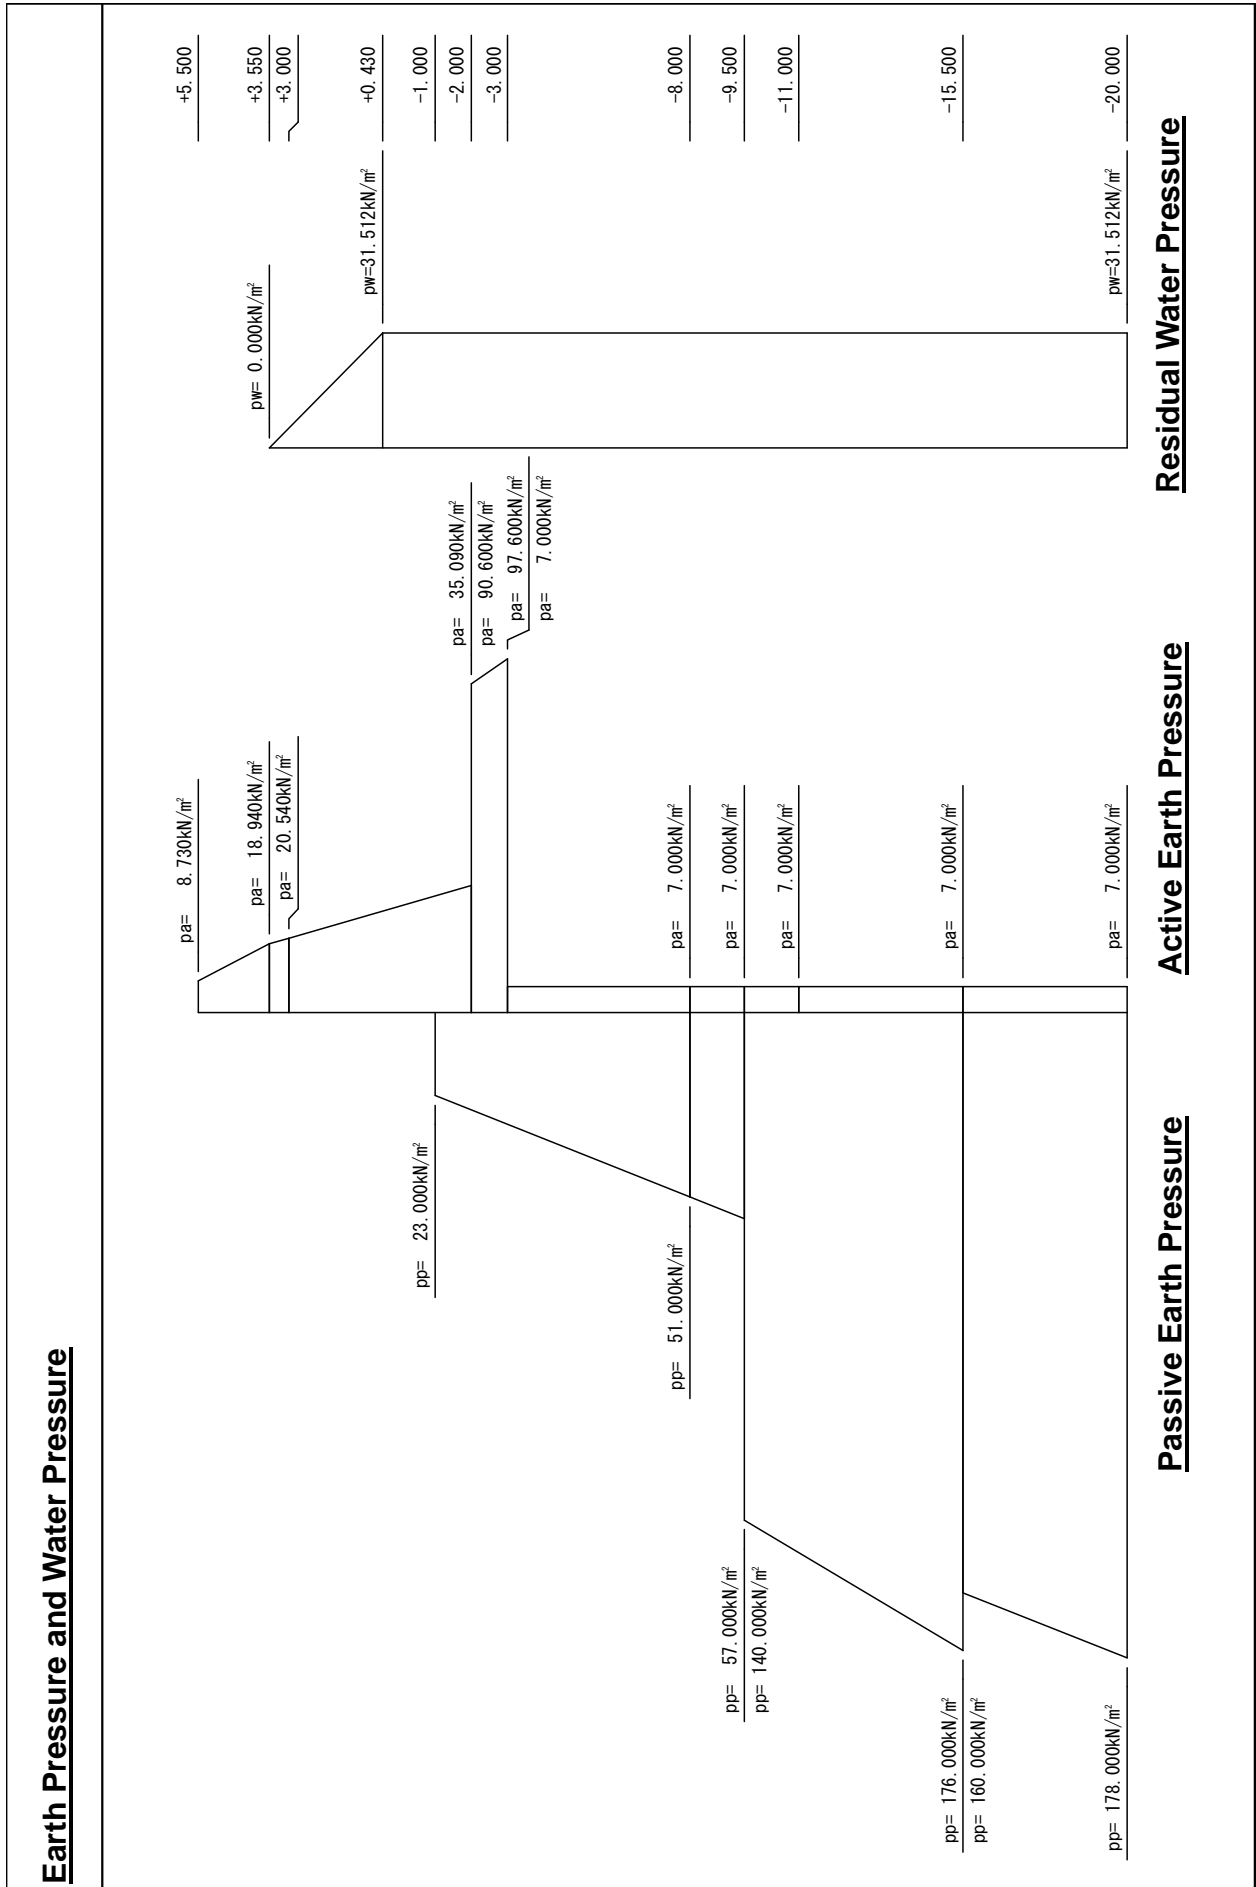 Earth Pressure and Water Pressure
+5.500
+3.550
+3.000
+0.430
-1.000
-2.000
-3.000
-8.000
-9.500
-11.000
-15.500
-20.000
pw= 0.000kN/m²
pw=31.512kN/m²
pw=31.512kN/m²
Residual Water Pressure
pa= 8.730kN/m²
pa= 18.940kN/m²
pa= 20.540kN/m²
pa= 35.090kN/m²
pa= 90.600kN/m²
pa= 97.600kN/m²
pa= 7.000kN/m²
pa= 7.000kN/m²
pa= 7.000kN/m²
pa= 7.000kN/m²
pa= 7.000kN/m²
pa= 7.000kN/m²
Active Earth Pressure
pp= 23.000kN/m²
pp= 51.000kN/m²
pp= 57.000kN/m²
pp= 140.000kN/m²
pp= 176.000kN/m²
pp= 160.000kN/m²
pp= 178.000kN/m²
Passive Earth Pressure